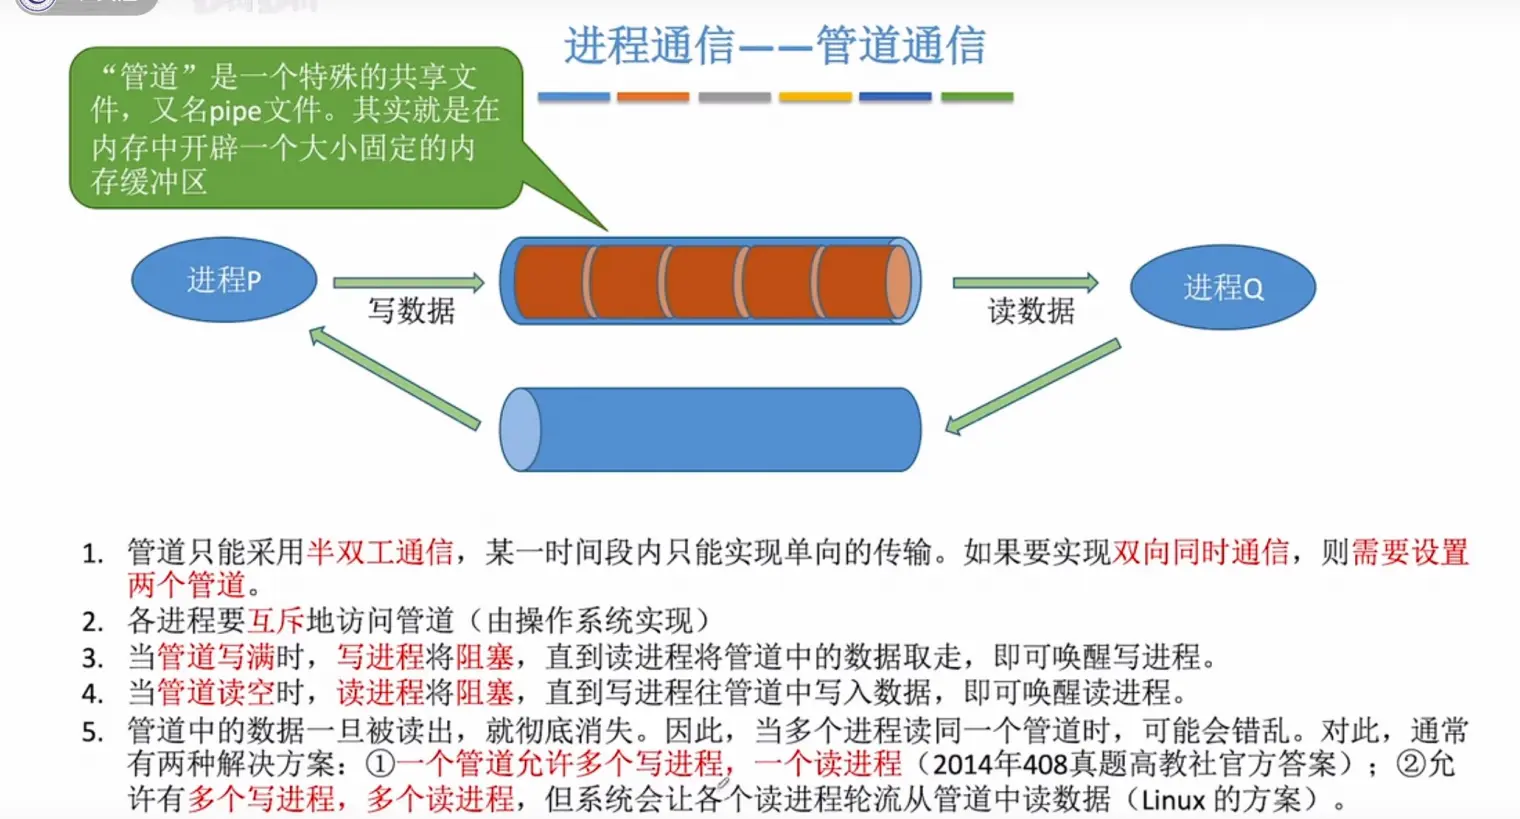 进程通信——管道通信
“管道”是一个特殊的共享文
件，又名pipe文件。其实就是在
内存中开辟一个大小固定的内
存缓冲区
进程P
写数据
读数据
进程Q
1. 管道只能采用半双工通信，某一时间段内只能实现单向的传输。如果要实现双向同时通信，则需要设置
两个管道。
2. 各进程要互斥地访问管道（由操作系统实现）
3. 当管道写满时，写进程将阻塞，直到读进程将管道中的数据取走，即可唤醒写进程。
4. 当管道读空时，读进程将阻塞，直到写进程往管道中写入数据，即可唤醒读进程。
5. 管道中的数据一旦被读出，就彻底消失。因此，当多个进程读同一个管道时，可能会错乱。对此，通常
有两种解决方案：①一个管道允许多个写进程，一个读进程（2014年408真题高教社官方答案）；②允
许有多个写进程，多个读进程，但系统会让各个读进程轮流从管道中读数据（Linux 的方案）。